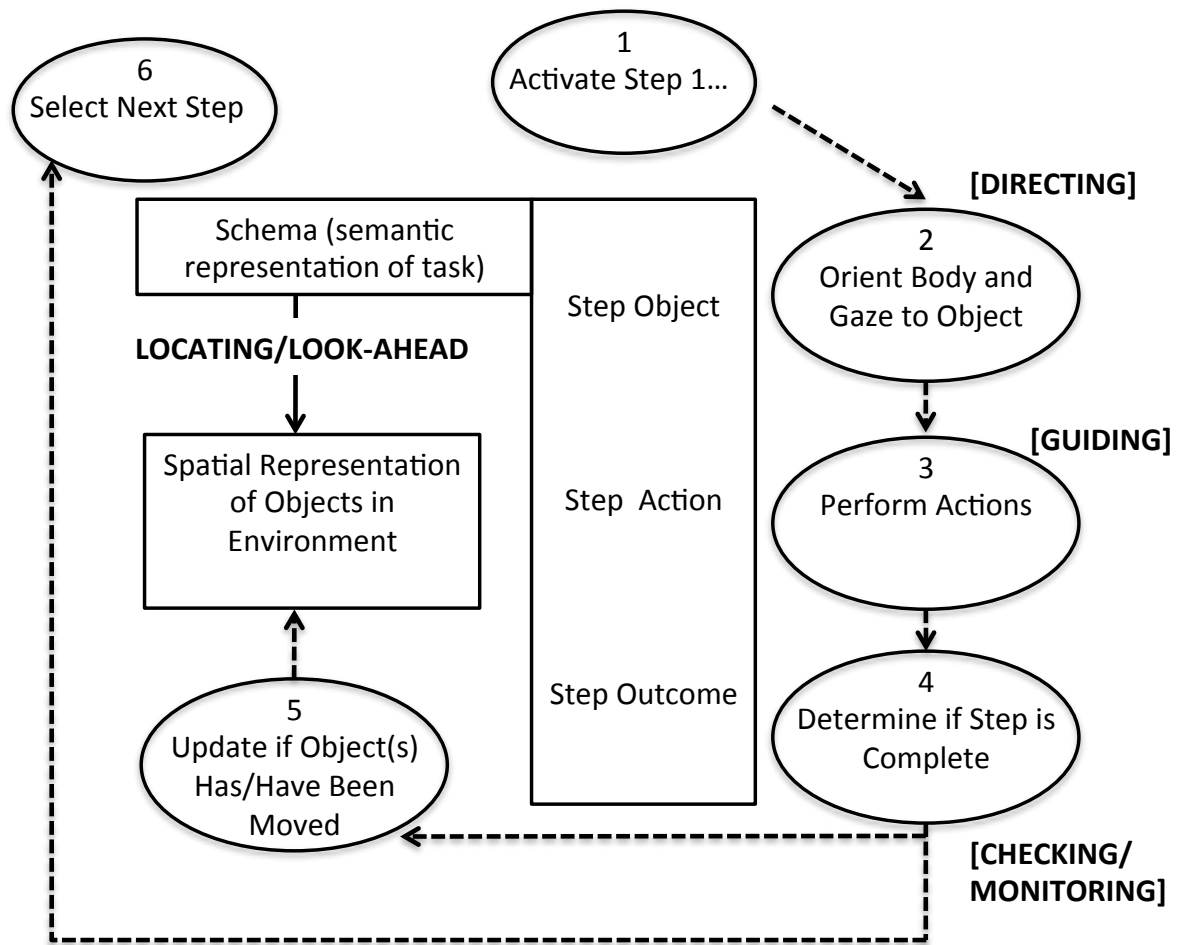 1
Activate Step 1...
6
Select Next Step
[DIRECTING]
2
Orient Body and
Gaze to Object
Schema (semantic
representation of task)
Step Object
LOCATING/LOOK-AHEAD
[GUIDING]
3
Perform Actions
Spatial Representation
of Objects in
Environment
Step Action
4
Determine if Step is
Complete
Step Outcome
5
Update if Object(s)
Has/Have Been
Moved
[CHECKING/
MONITORING]